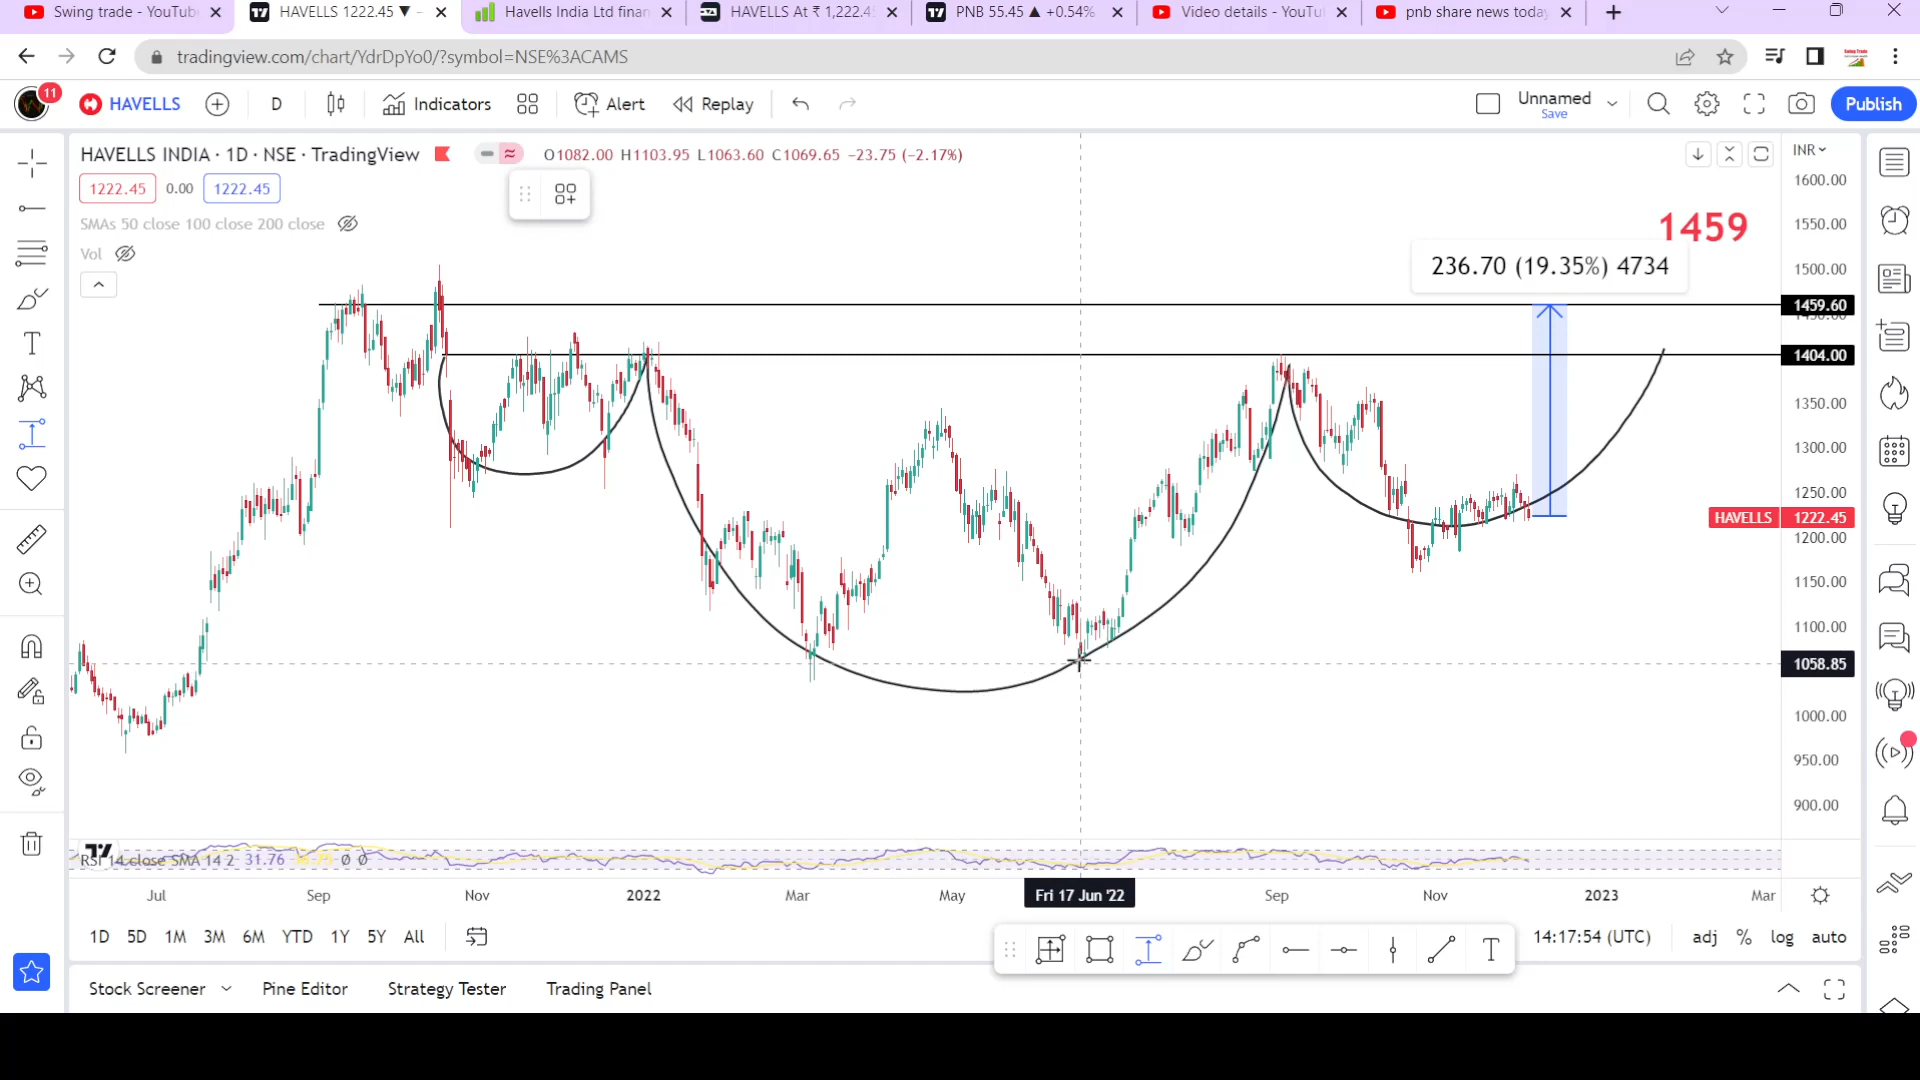 Swing trade - YouTube
HAVELLS 1222.45 ▼ −
Havells India Ltd finan
HAVELLS At ₹ 1,222.45
PNB 55.45 ▲ +0.54%
Video details - YouTu
pnb share news today
tradingview.com/chart/YdrDpYo0/?symbol=NSE%3ACAMS
11
HAVELLS
D
Indicators
Alert
Replay
Unnamed
Save
Publish
HAVELLS INDIA · 1D · NSE · TradingView
O1082.00 H1103.95 L1063.60 C1069.65 −23.75 (−2.17%)
INR
1222.45
0.00
1222.45
SMAs 50 close 100 close 200 close
Vol
1459
236.70 (19.35%) 4734
1600.00
1550.00
1500.00
1459.60
1404.00
1350.00
1300.00
1250.00
HAVELLS 1222.45
1200.00
1150.00
1100.00
1058.85
1000.00
950.00
900.00
RSI 14 close SMA 14 2 31.76
Jul
Sep
Nov
2022
Mar
May
Fri 17 Jun '22
Sep
Nov
2023
Mar
1D
5D
1M
3M
6M
YTD
1Y
5Y
All
14:17:54 (UTC)
adj
%
log
auto
Stock Screener
Pine Editor
Strategy Tester
Trading Panel